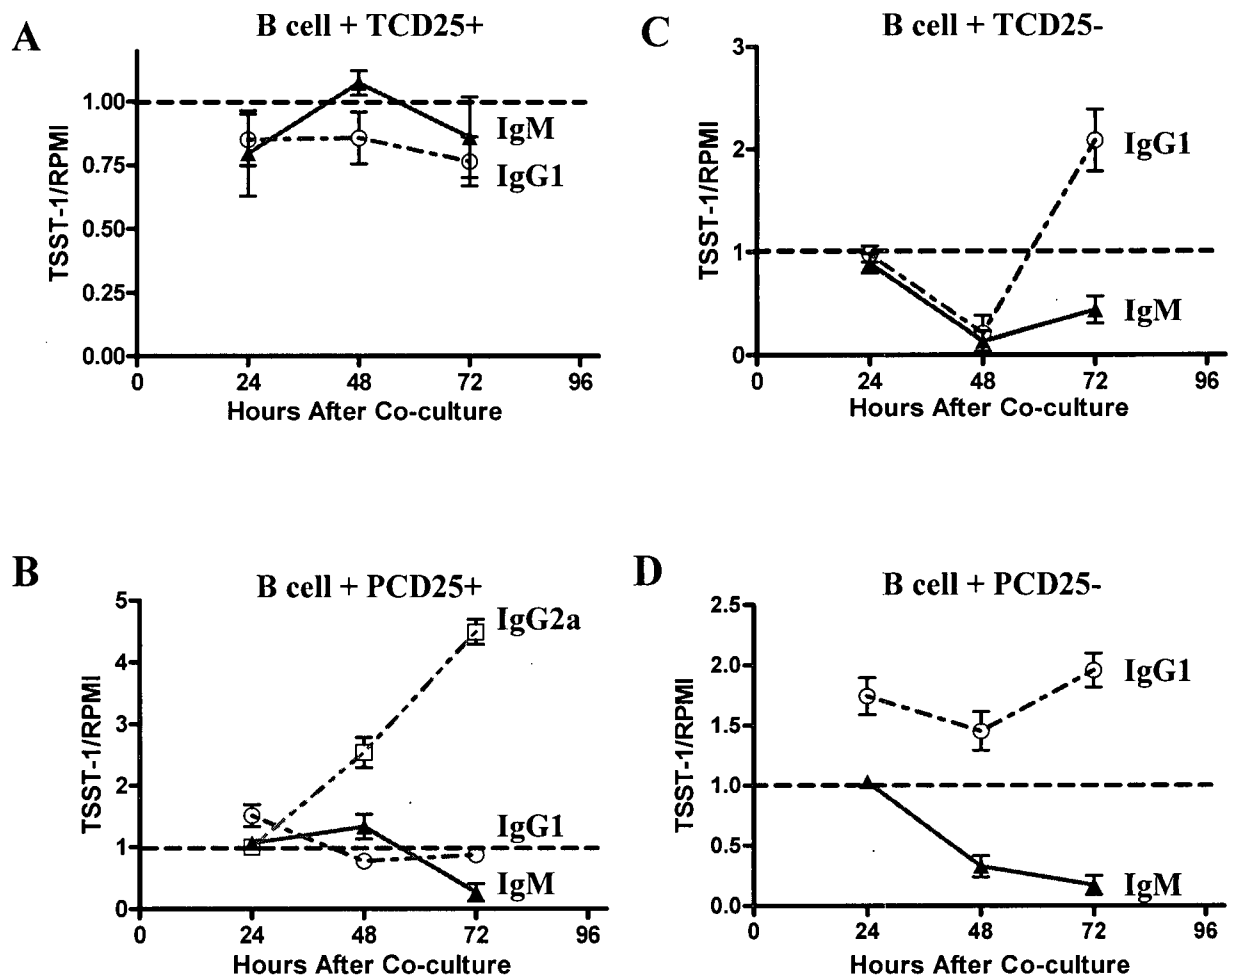 A
B cell + TCD25+
TSST-1/RPMI
1.00
0.75
0.50
0.25
0.00
IgM
IgG1
0 24 48 72 96
Hours After Co-culture
C
B cell + TCD25-
TSST-1/RPMI
3
2
1
0
IgG1
IgM
0 24 48 72 96
Hours After Co-culture
B
B cell + PCD25+
TSST-1/RPMI
5
4
3
2
1
0
IgG2a
IgG1
IgM
0 24 48 72 96
Hours After Co-culture
D
B cell + PCD25-
TSST-1/RPMI
2.5
2.0
1.5
1.0
0.5
0.0
IgG1
IgM
0 24 48 72 96
Hours After Co-culture